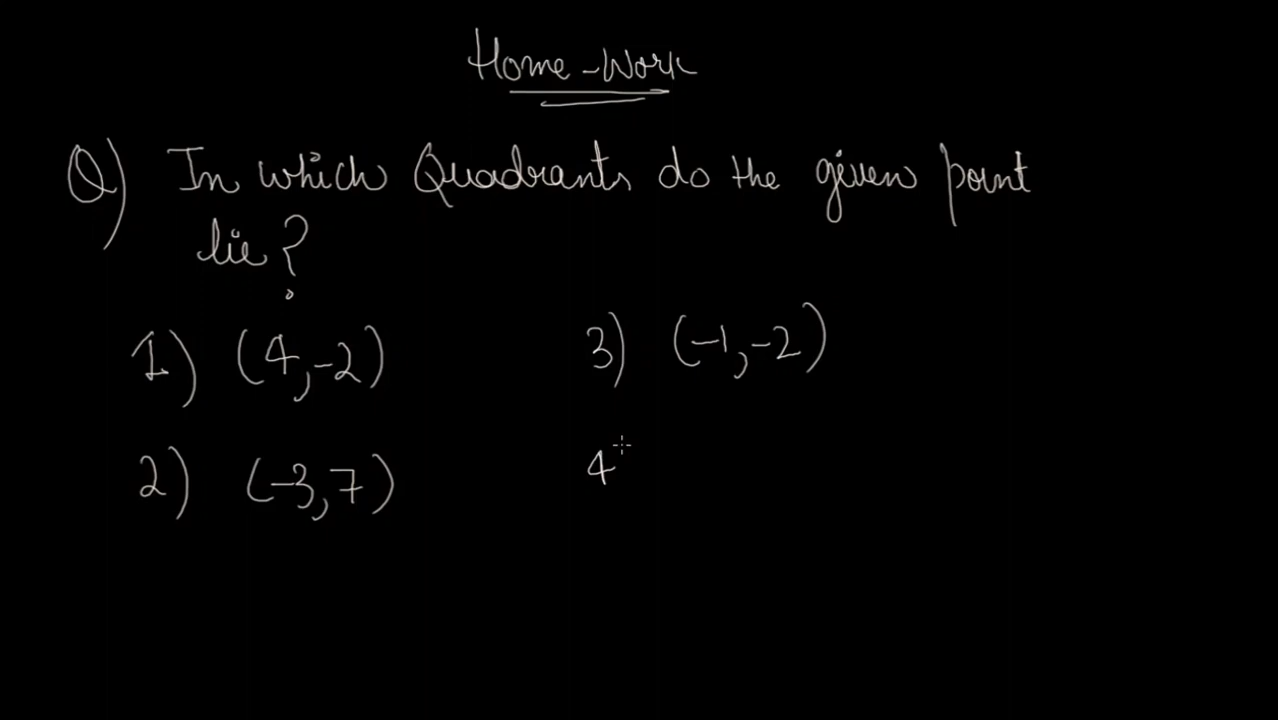 Home-Work
Q) In which Quadrants do the given point
lie?
1) (4,-2)
3) (-1,-2)
2) (-3,7)
4